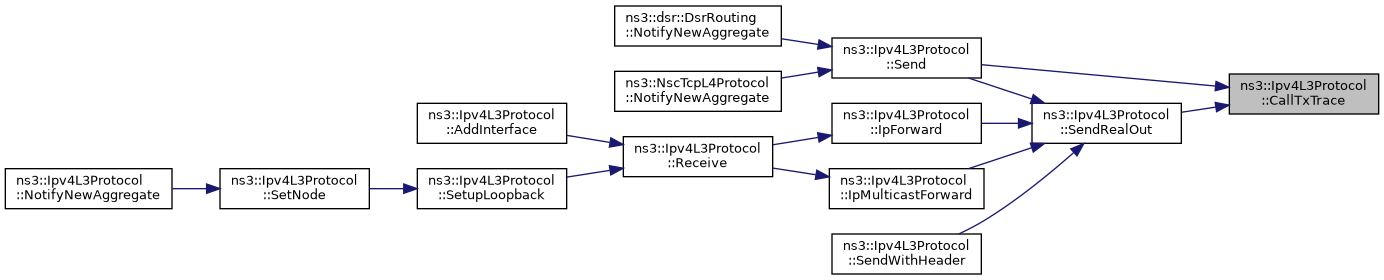 ns3::dsr::DsrRouting
::NotifyNewAggregate
ns3::Ipv4L3Protocol
::Send
ns3::NscTcpL4Protocol
::NotifyNewAggregate
ns3::Ipv4L3Protocol
::CallTxTrace
ns3::Ipv4L3Protocol
::AddInterface
ns3::Ipv4L3Protocol
::IpForward
ns3::Ipv4L3Protocol
::SendRealOut
ns3::Ipv4L3Protocol
::Receive
ns3::Ipv4L3Protocol
::NotifyNewAggregate
ns3::Ipv4L3Protocol
::SetNode
ns3::Ipv4L3Protocol
::SetupLoopback
ns3::Ipv4L3Protocol
::IpMulticastForward
ns3::Ipv4L3Protocol
::SendWithHeader